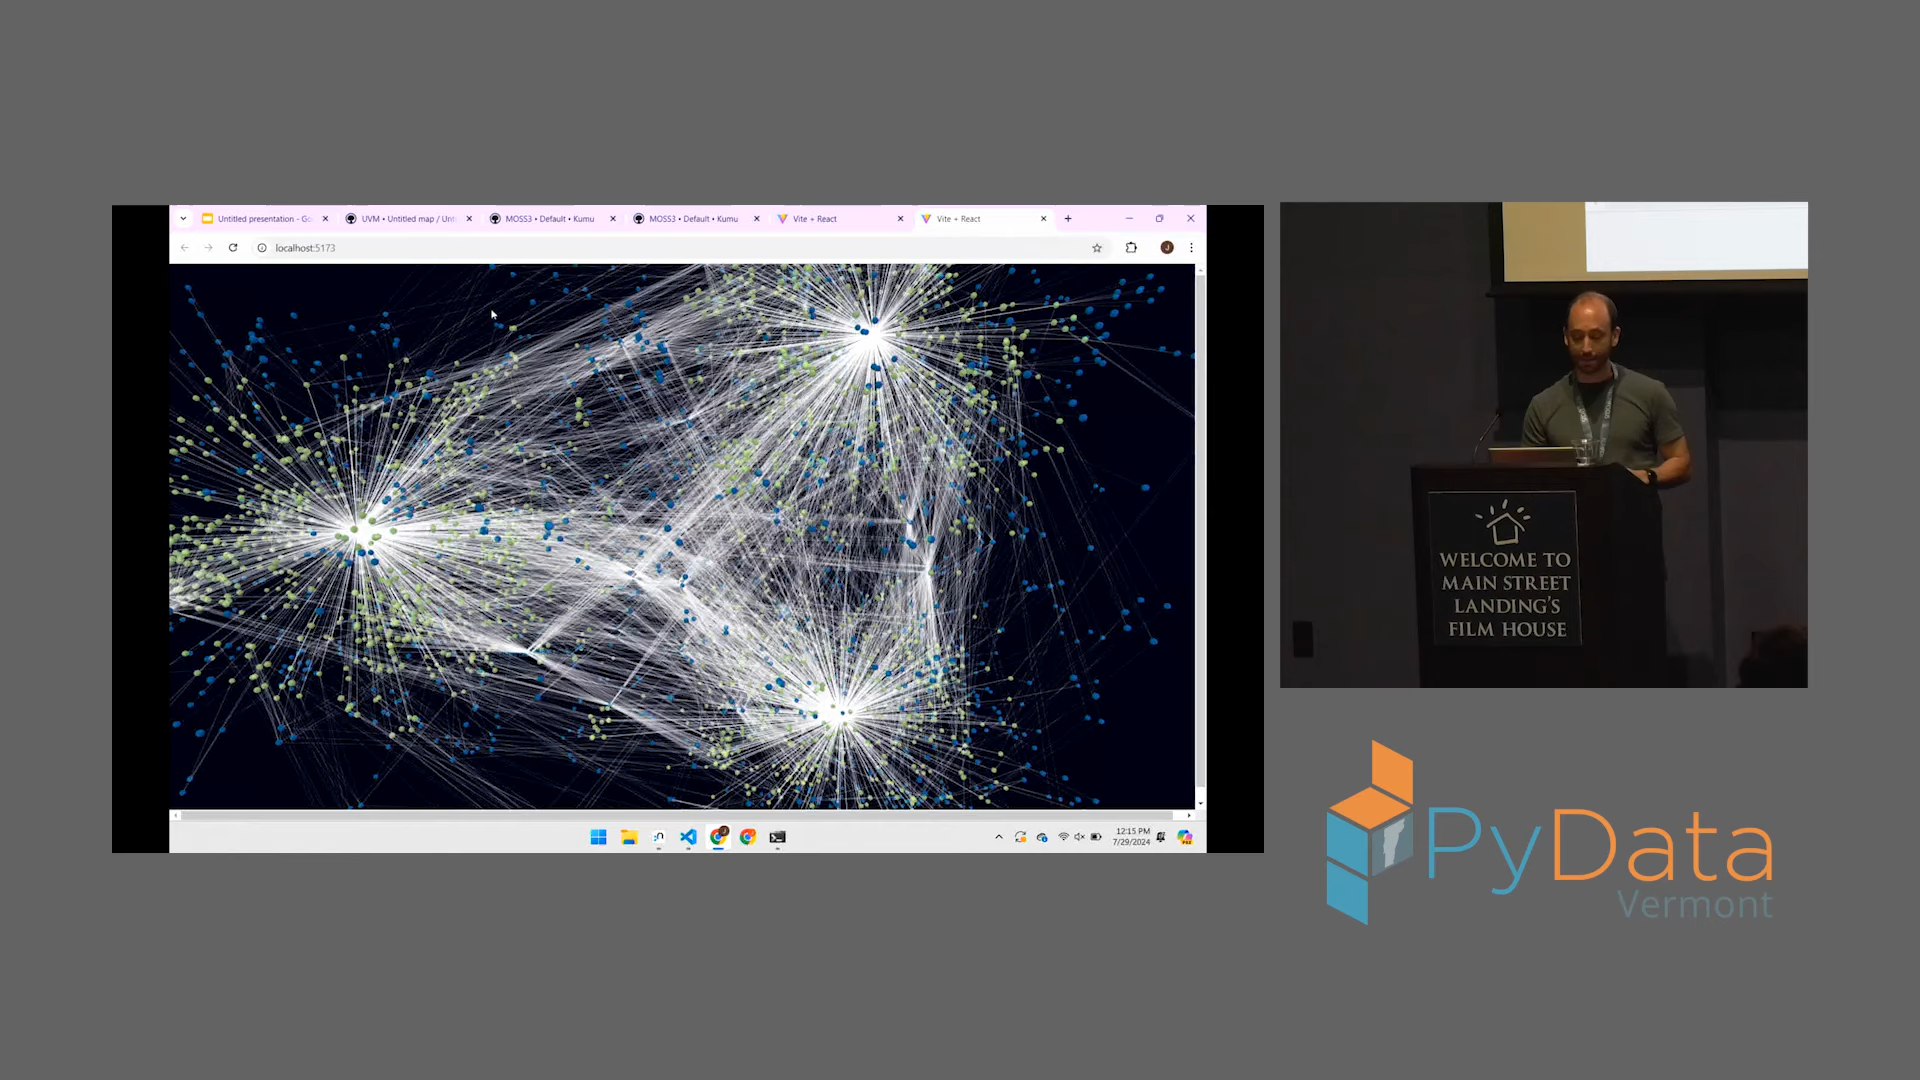 Untitled presentation - Go
UVM • Untitled map / Unt
MOSS3 • Default • Kumu
MOSS3 • Default • Kumu
Vite + React
Vite + React
localhost:5173
J
12:15 PM
7/29/2024
WELCOME TO
MAIN STREET
LANDING'S
FILM HOUSE
PyData
Vermont